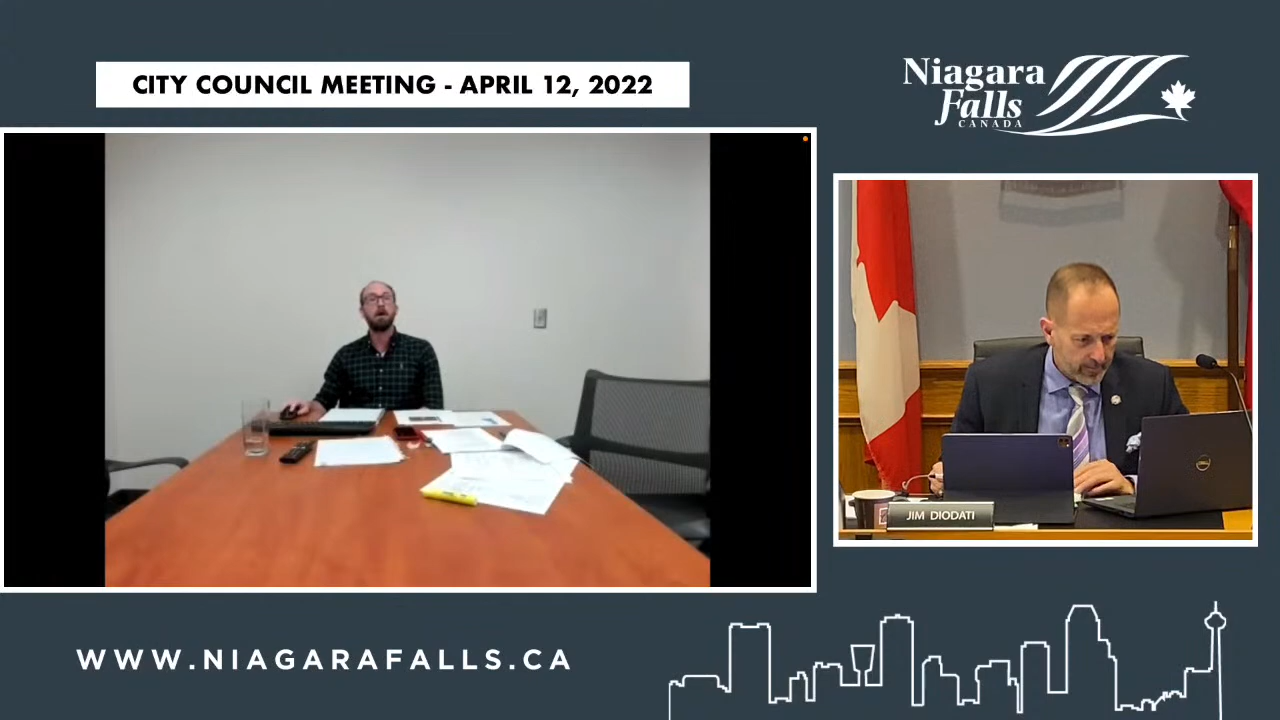 CITY COUNCIL MEETING - APRIL 12, 2022
Niagara
Falls
CANADA
JIM DIODATI
WWW.NIAGARAFALLS.CA